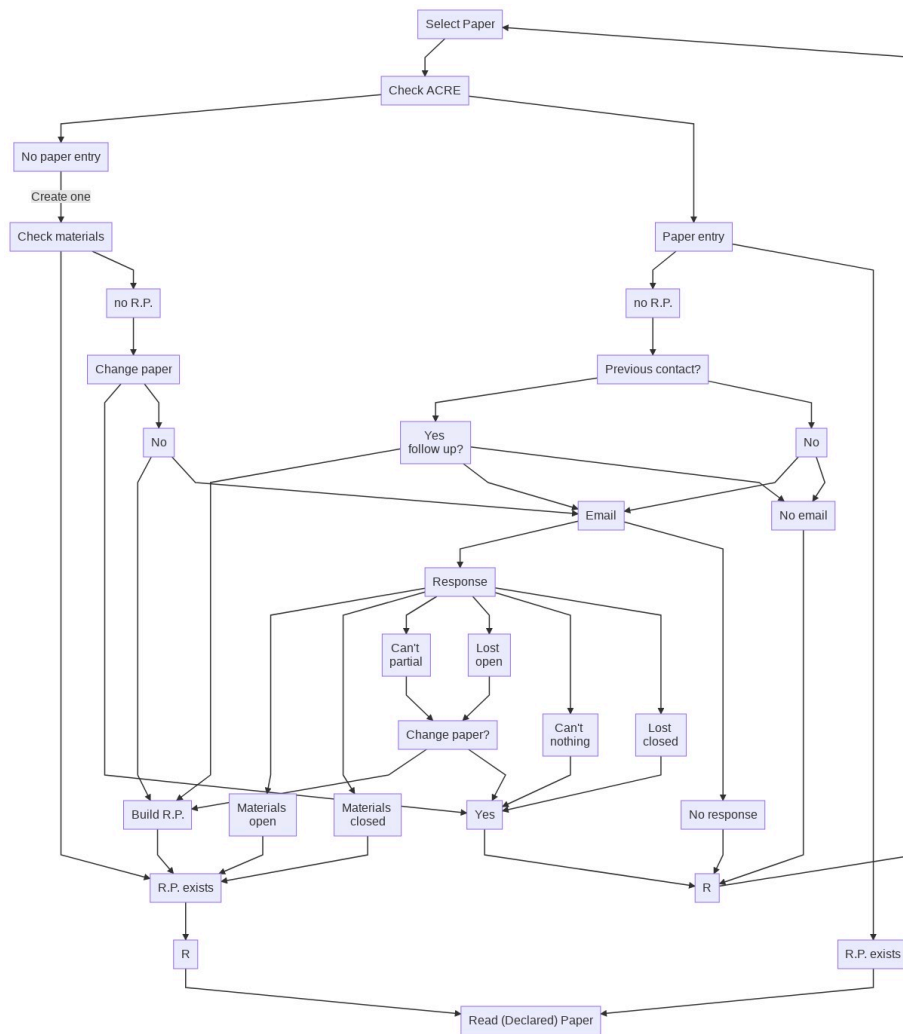 Select Paper
Check ACRE
No paper entry
Create one
Check materials
Paper entry
no R.P.
no R.P.
Change paper
Previous contact?
No
Yes
follow up?
No
Email
No email
Response
Can't
partial
Lost
open
Change paper?
Can't
nothing
Lost
closed
Build R.P.
Materials
open
Materials
closed
Yes
No response
R.P. exists
R
R
R.P. exists
Read (Declared) Paper